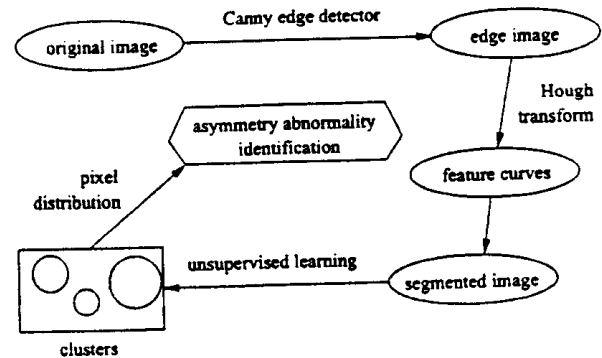 Canny edge detector
original image
edge image
Hough
transform
asymmetry abnormality
identification
feature curves
pixel
distribution
unsupervised learning
segmented image
clusters